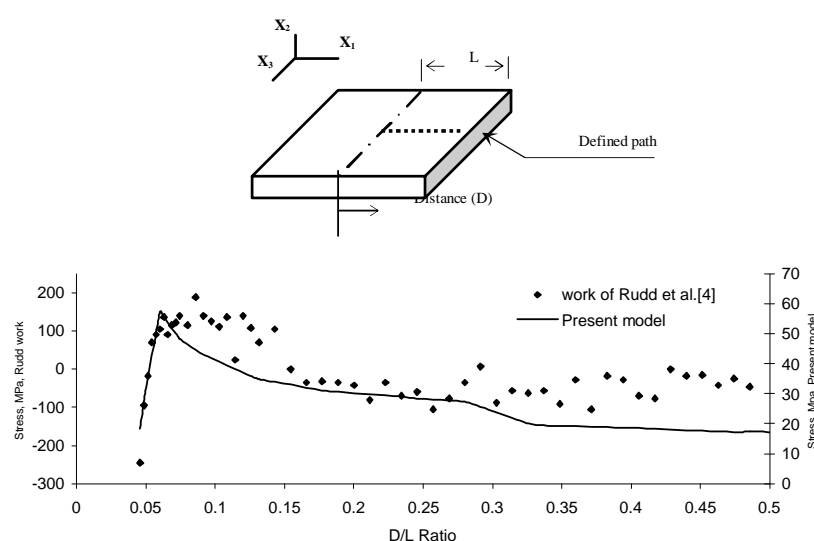 X2
X1
X3
L
Defined path
Distance (D)
Stress, MPa, Rudd work
200
100
0
-100
-200
-300
work of Rudd et al.[4]
Present model
70
60
50
40
30
20
10
0
Stress, Mpa, Present model
0 0.05 0.1 0.15 0.2 0.25 0.3 0.35 0.4 0.45 0.5
D/L Ratio